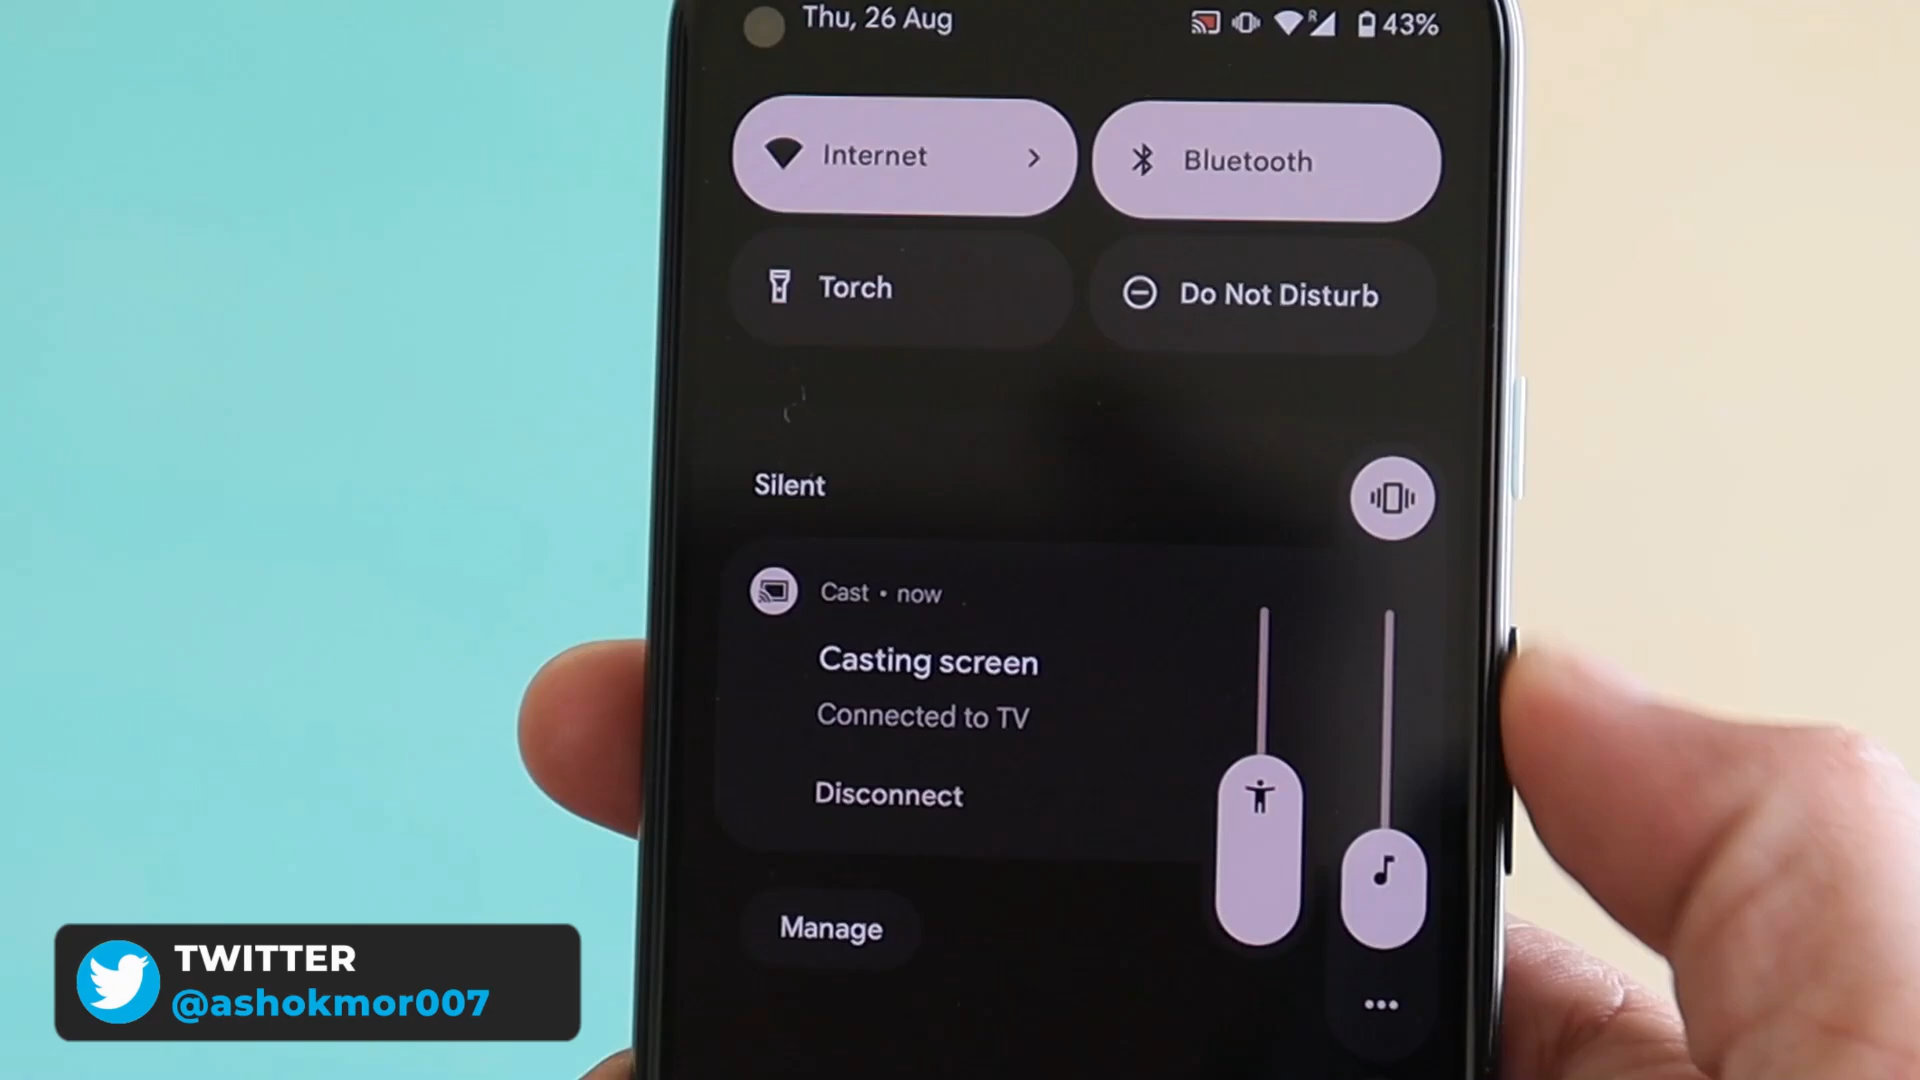 Thu, 26 Aug
R
43%
Internet
Bluetooth
Torch
Do Not Disturb
Silent
Cast • now
Casting screen
Connected to TV
Disconnect
Manage
TWITTER
@ashokmor007